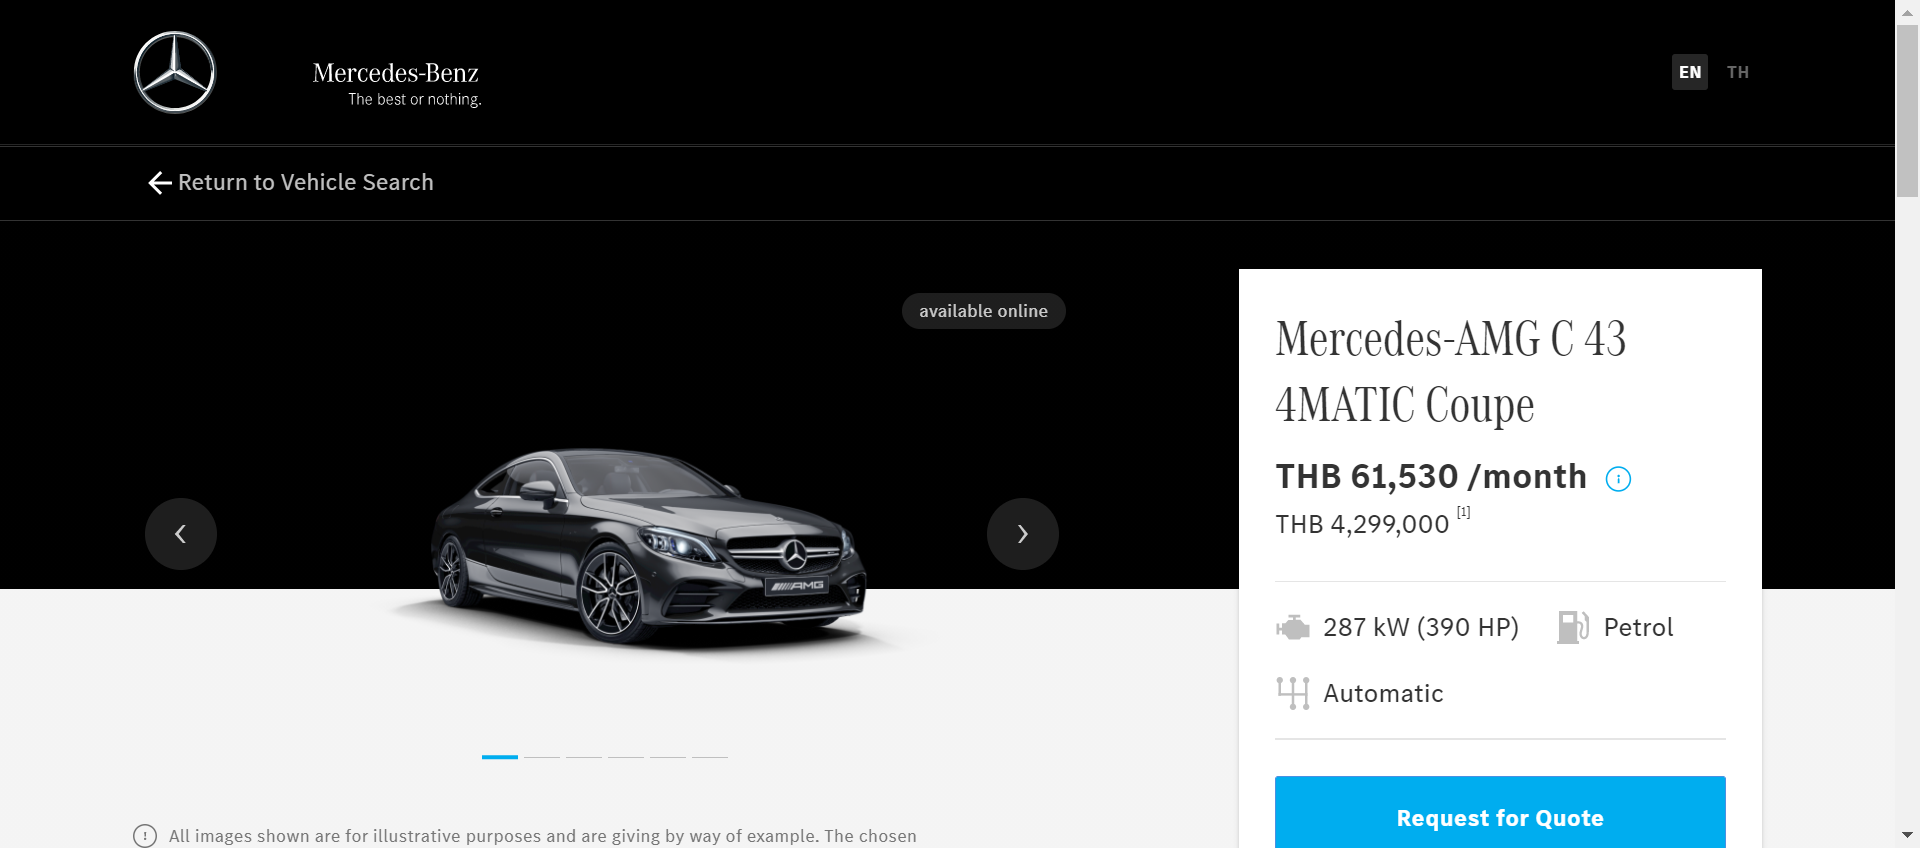 Mercedes-Benz
The best or nothing.
EN TH
Return to Vehicle Search
available online
Mercedes-AMG C 43
4MATIC Coupe
THB 61,530 /month
THB 4,299,000 [1]
287 kW (390 HP) Petrol
Automatic
Request for Quote
AMG
All images shown are for illustrative purposes and are giving by way of example. The chosen